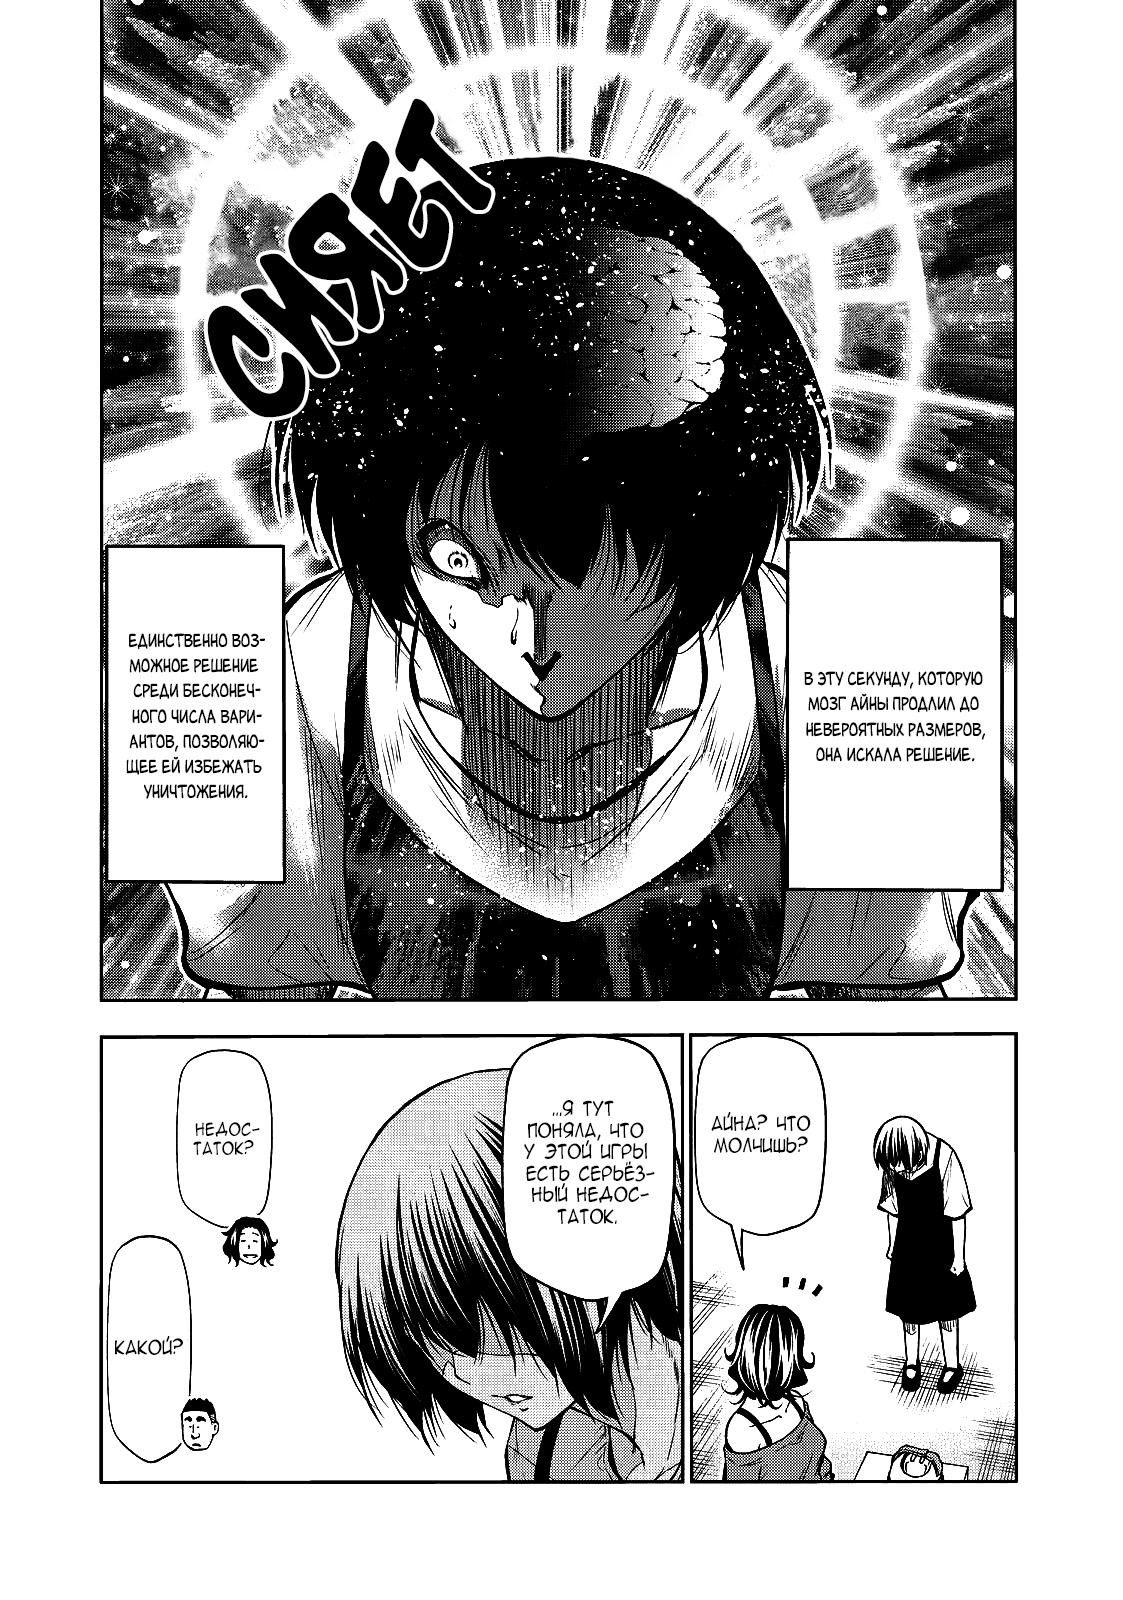 СИЯЕТ
В ЭТУ СЕКУНДУ, КОТОРУЮ
МОЗГ АЙНЫ ПРОДЛИЛ ДО
НЕВЕРОЯТНЫХ РАЗМЕРОВ,
ОНА ИСКАЛА РЕШЕНИЕ.
ЕДИНСТВЕННО ВОЗ-
МОЖНОЕ РЕШЕНИЕ
СРЕДИ БЕСКОНЕЧ-
НОГО ЧИСЛА ВАРИ-
АНТОВ, ПОЗВОЛЯЮ-
ЩЕЕ ЕЙ ИЗБЕЖАТЬ
УНИЧТОЖЕНИЯ.
АЙНА? ЧТО
МОЛЧИШЬ?
...Я ТУТ
ПОНЯЛА, ЧТО
У ЭТОЙ ИГРЫ
ЕСТЬ СЕРЬЁЗ-
НЫЙ НЕДОС-
ТАТОК.
НЕДОС-
ТАТОК?
КАКОЙ?